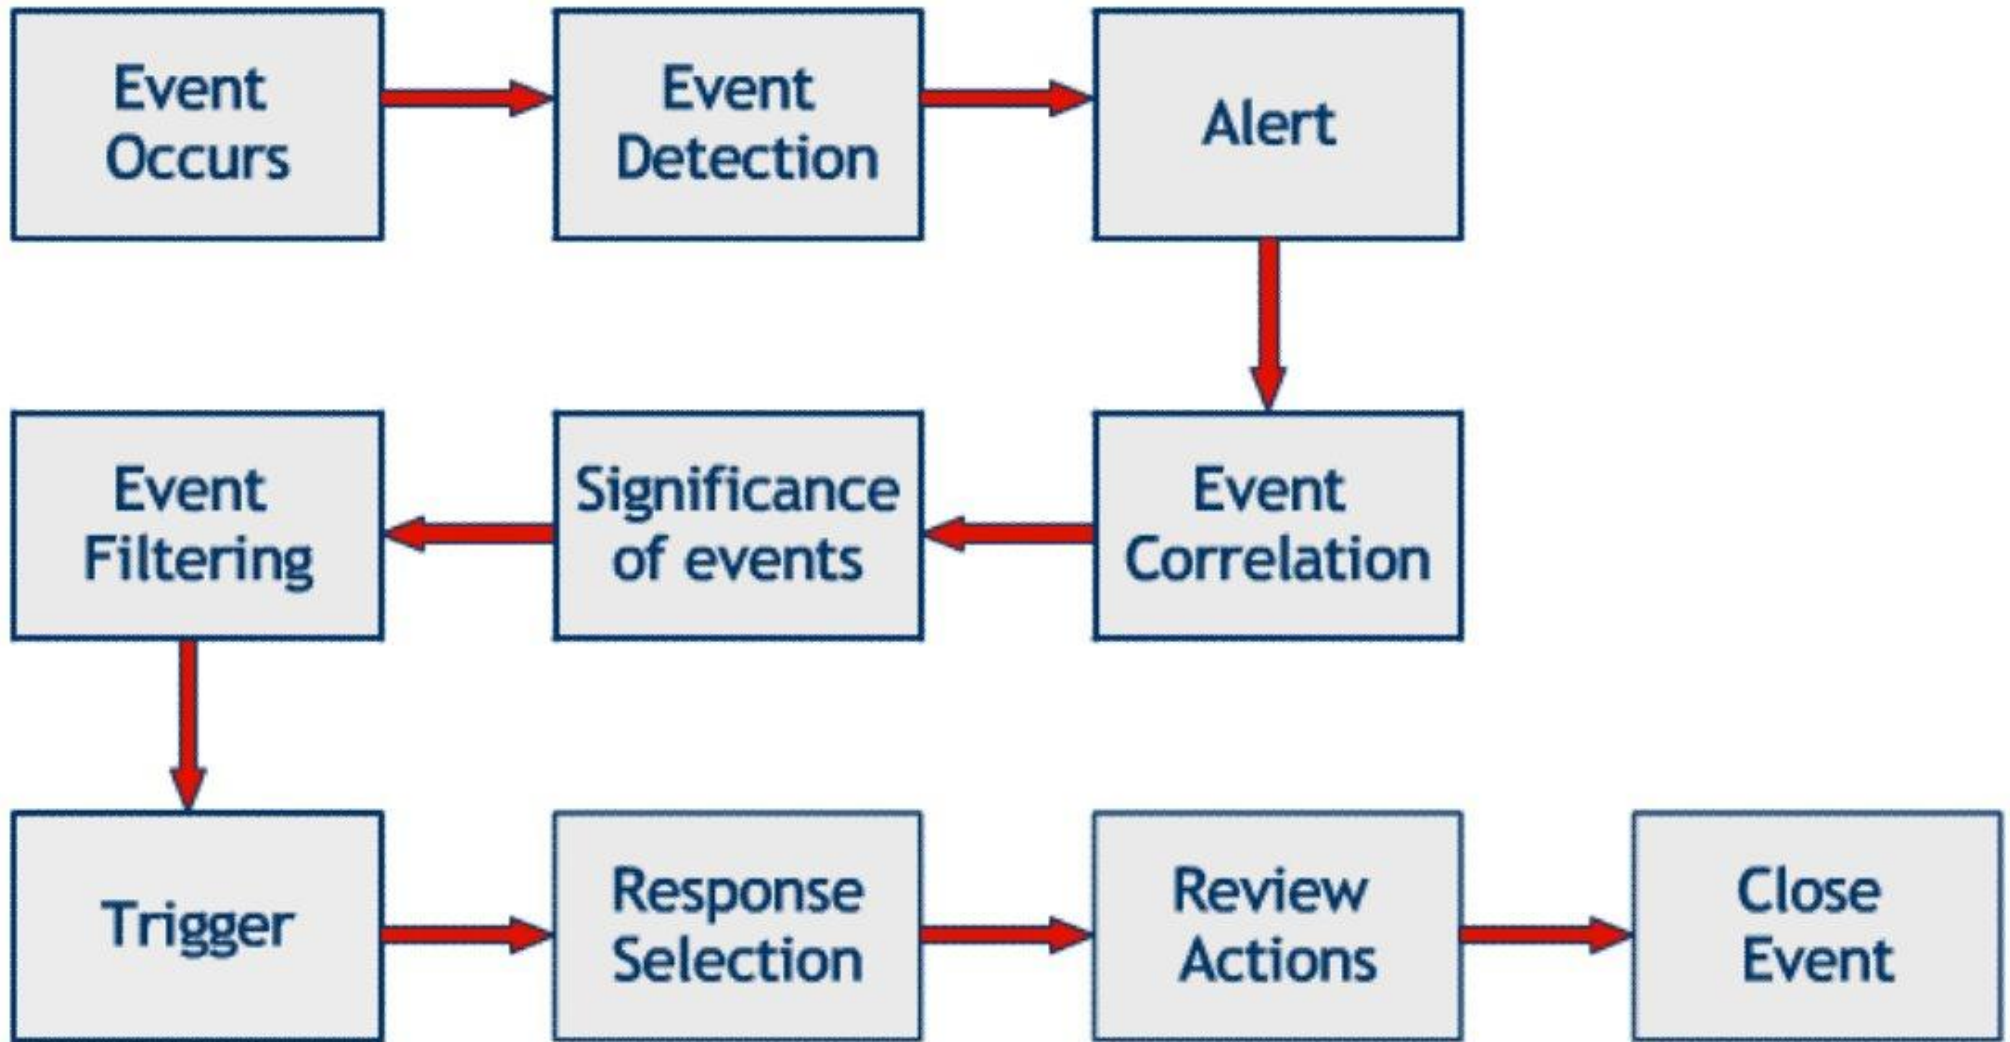 Event
Occurs
Event
Detection
Alert
Event
Filtering
Significance
of events
Event
Correlation
Trigger
Response
Selection
Review
Actions
Close
Event